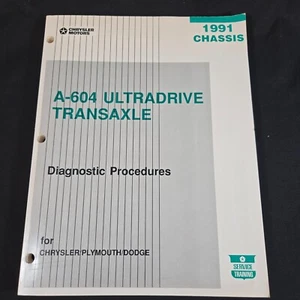 CHRYSLER
MOTORS
1991
CHASSIS
A-604 ULTRADRIVE
TRANSAXLE
Diagnostic Procedures
for
CHRYSLER/PLYMOUTH/DODGE
SERVICE
TRAINING